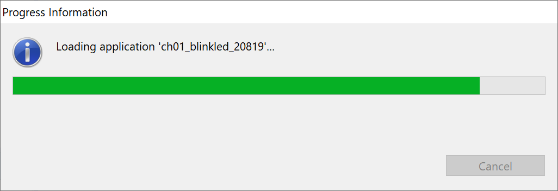 Progress Information
Loading application 'ch01_blinkled_20819'...
Cancel